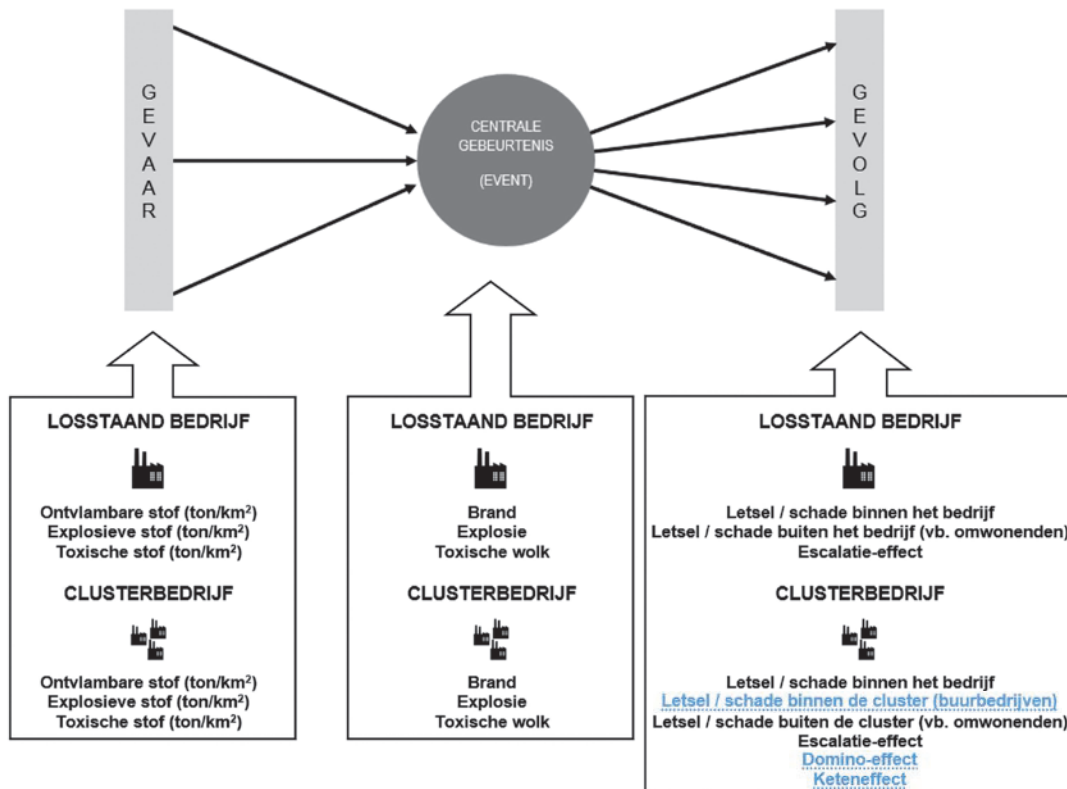 GEVAAR
CENTRALE
GEBEURTENIS
(EVENT)
GEVOLG
LOSSTAAND BEDRIJF
Ontvlambare stof (ton/km²)
Explosieve stof (ton/km²)
Toxische stof (ton/km²)
CLUSTERBEDRIJF
Ontvlambare stof (ton/km²)
Explosieve stof (ton/km²)
Toxische stof (ton/km²)
LOSSTAAND BEDRIJF
Brand
Explosie
Toxische wolk
CLUSTERBEDRIJF
Brand
Explosie
Toxische wolk
LOSSTAAND BEDRIJF
Letsel / schade binnen het bedrijf
Letsel / schade buiten het bedrijf (vb. omwonenden)
Escalatie-effect
CLUSTERBEDRIJF
Letsel / schade binnen het bedrijf
Letsel / schade binnen de cluster (buurbedrijven)
Letsel / schade buiten de cluster (vb. omwonenden)
Escalatie-effect
Domino-effect
Keteneffect